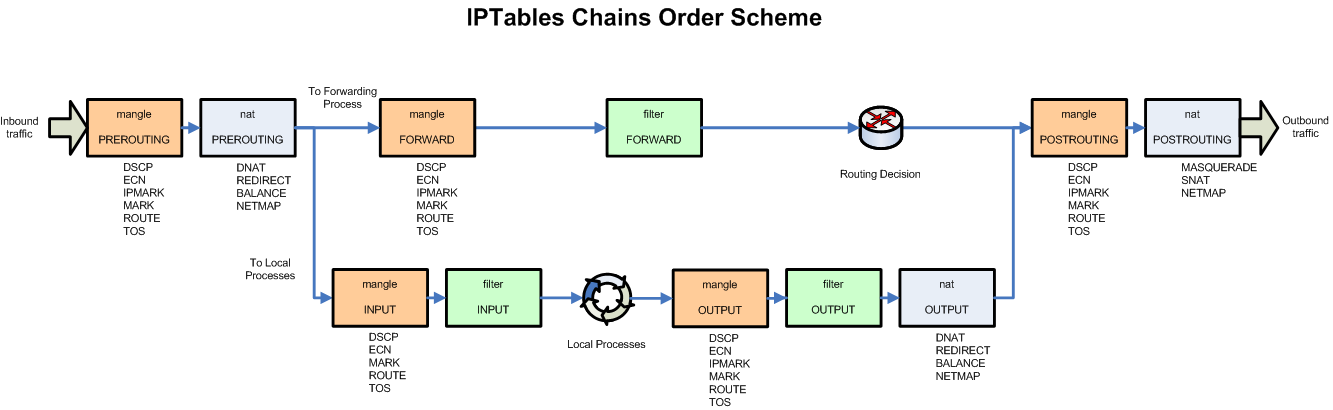 IPTables Chains Order Scheme
Inbound
traffic
mangle
PREROUTING
DSCP
ECN
IPMARK
MARK
ROUTE
TOS
nat
PREROUTING
DNAT
REDIRECT
BALANCE
NETMAP
To Forwarding
Process
mangle
FORWARD
DSCP
ECN
IPMARK
MARK
ROUTE
TOS
filter
FORWARD
Routing Decision
mangle
POSTROUTING
DSCP
ECN
IPMARK
MARK
ROUTE
TOS
nat
POSTROUTING
MASQUERADE
SNAT
NETMAP
Outbound
traffic
To Local
Processes
mangle
INPUT
DSCP
ECN
MARK
ROUTE
TOS
filter
INPUT
Local Processes
mangle
OUTPUT
DSCP
ECN
IPMARK
MARK
ROUTE
TOS
filter
OUTPUT
nat
OUTPUT
DNAT
REDIRECT
BALANCE
NETMAP